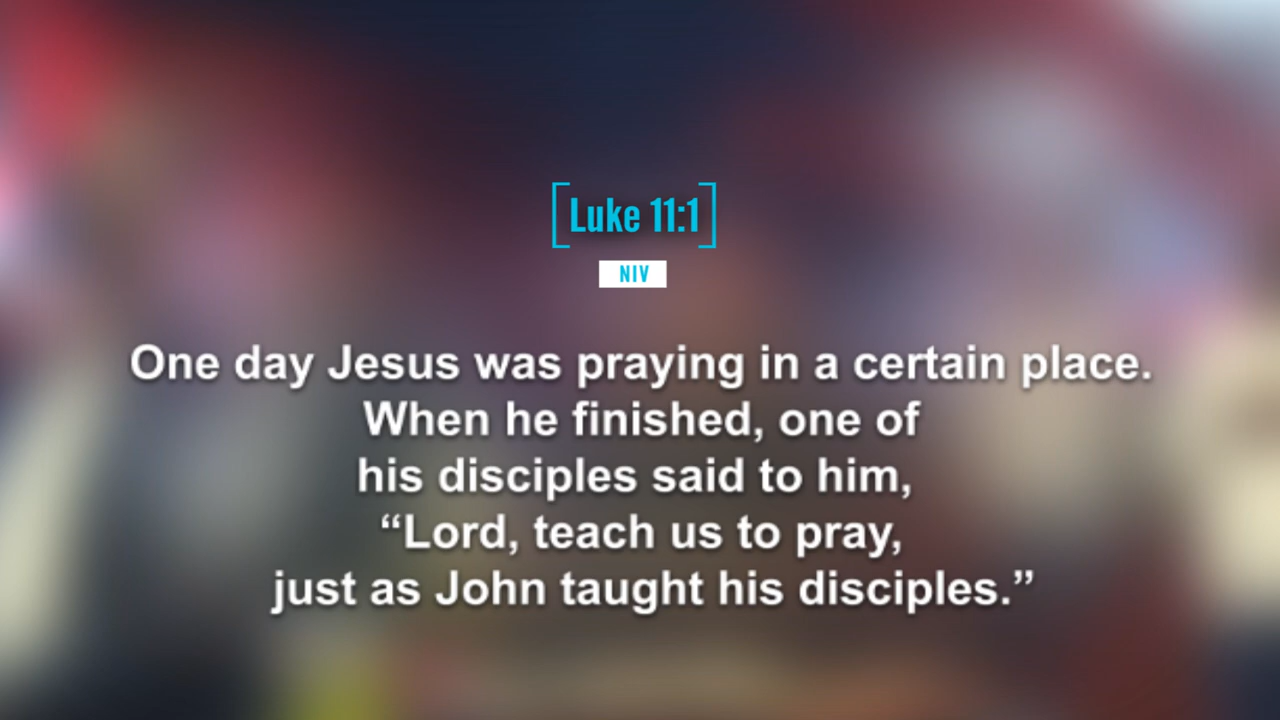 [Luke 11:1]
NIV
One day Jesus was praying in a certain place.
When he finished, one of
his disciples said to him,
“Lord, teach us to pray,
just as John taught his disciples.”